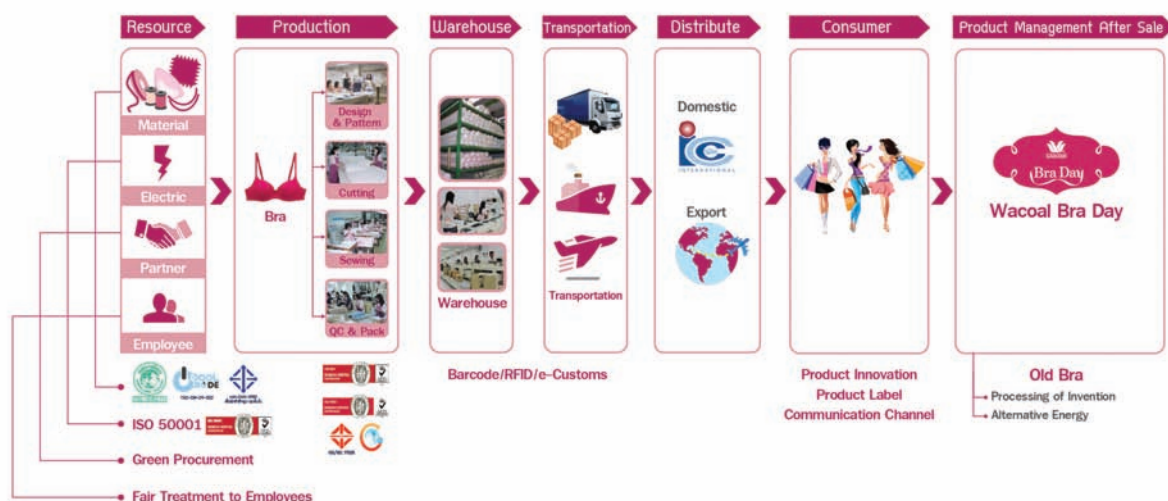 Resource
Production
Warehouse
Transportation
Distribute
Consumer
Product Management After Sale
Material
Electric
Partner
Employee
Bra
Design
& Pattern
Cutting
Sewing
QC & Pack
Warehouse
Transportation
Domestic
ICC
INTERNATIONAL
Export
Bra Day
Wacoal Bra Day
Barcode/RFID/e-Customs
Product Innovation
Product Label
Communication Channel
Old Bra
Processing of Invention
Alternative Energy
ISO 50001
Green Procurement
Fair Treatment to Employees